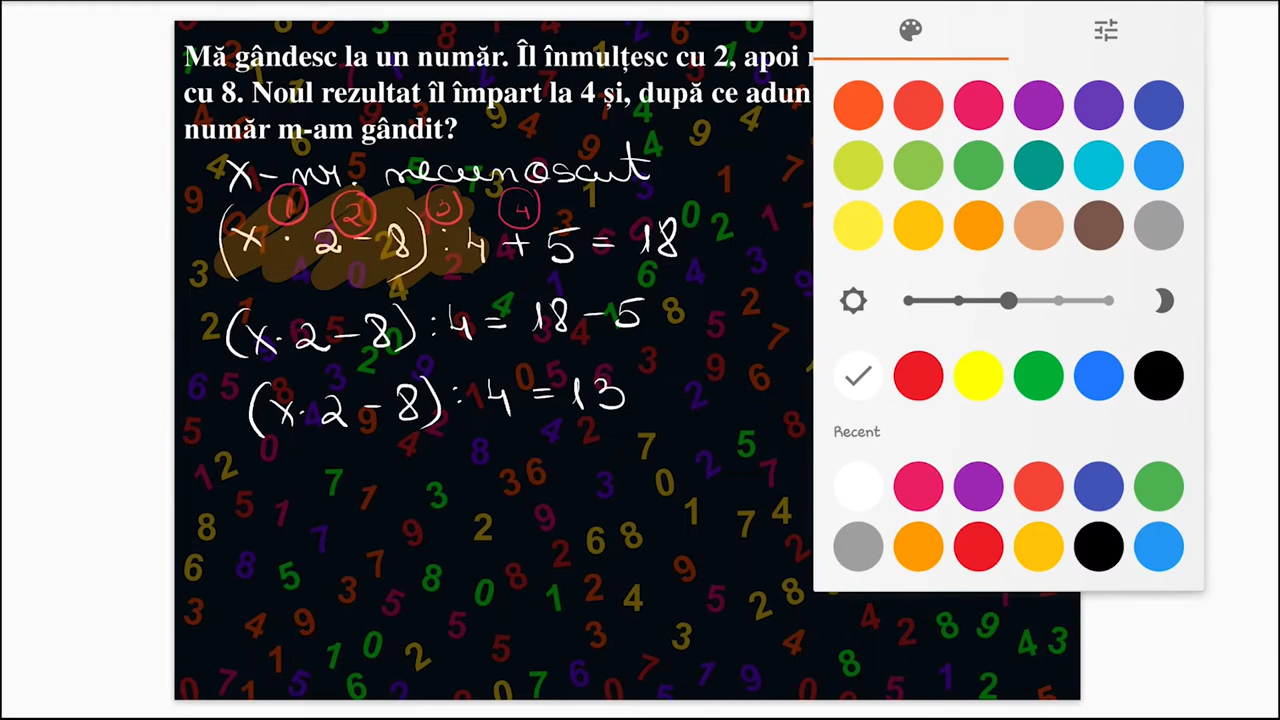 Mă gândesc la un număr. Îl înmulțesc cu 2, apoi
cu 8. Noul rezultat îl împart la 4 și, după ce adun
număr m-am gândit?
x - nr. necunoscut
1 2 3 4
(x · 2 - 8) : 4 + 5 = 18
(x · 2 - 8) : 4 = 18 - 5
(x · 2 - 8) : 4 = 13
Recent